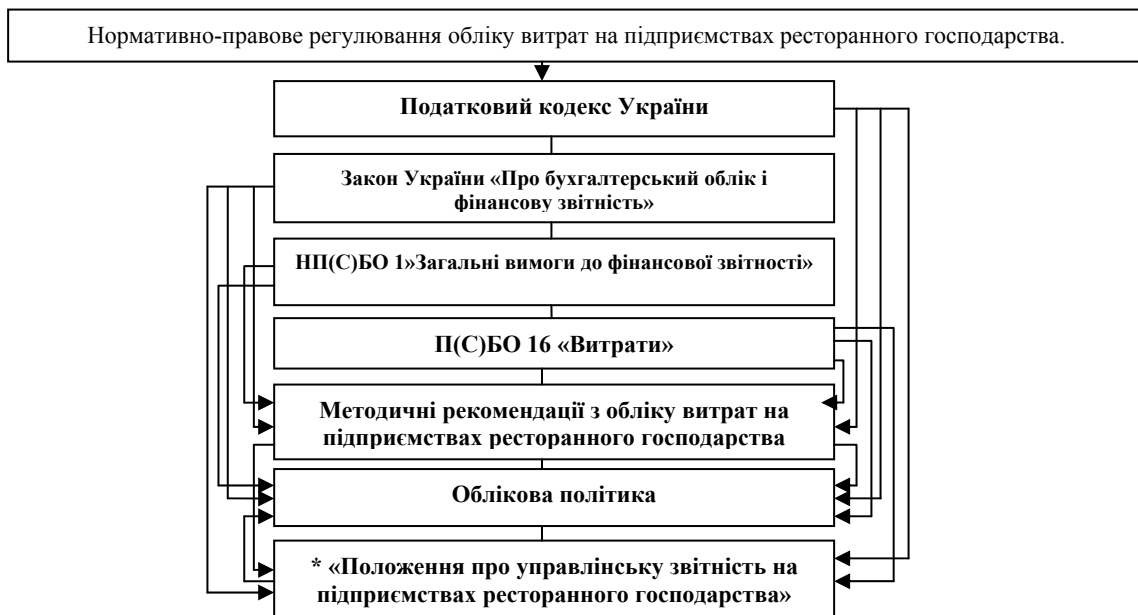 Нормативно-правове регулювання обліку витрат на підприємствах ресторанного господарства.
Податковий кодекс України
Закон України «Про бухгалтерський облік і
фінансову звітність»
НП(С)БО 1»Загальні вимоги до фінансової звітності»
П(С)БО 16 «Витрати»
Методичні рекомендації з обліку витрат на
підприємствах ресторанного господарства
Облікова політика
* «Положення про управлінську звітність на
підприємствах ресторанного господарства»